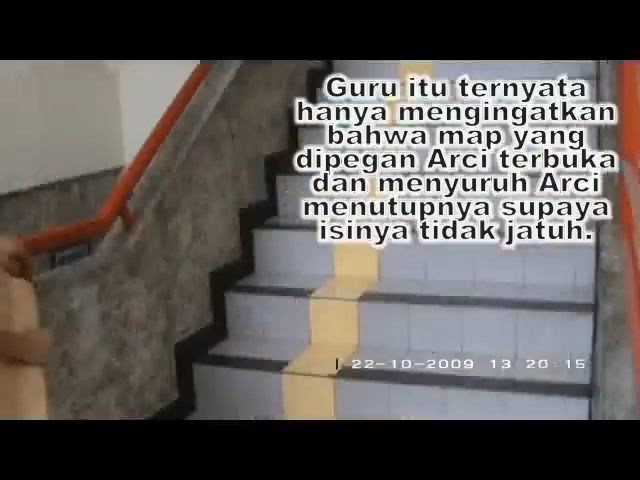 Guru itu ternyata
hanya mengingatkan
bahwa map yang
dipegan Arci terbuka
dan menyuruh Arci
menutupnya supaya
isinya tidak jatuh.
22-10-2009 13 20:15